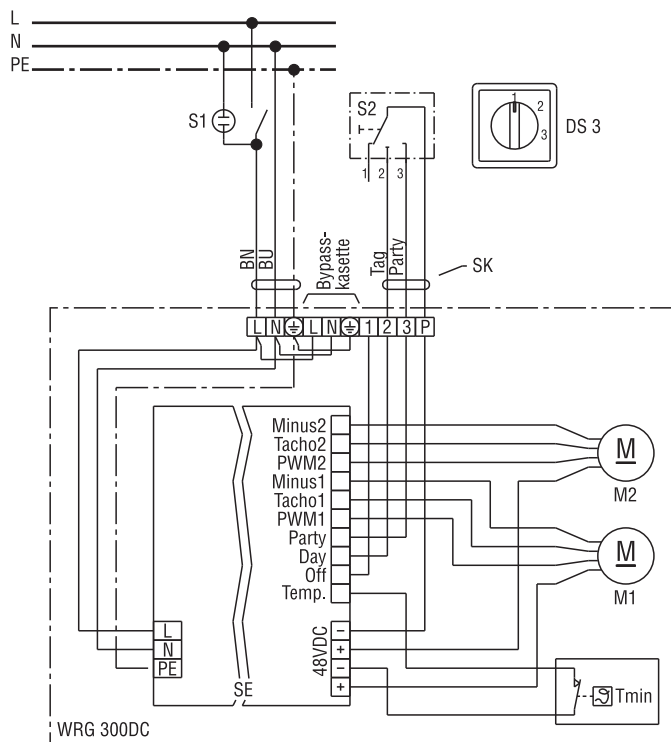 L
N
PE
S1
S2
1 2 3
1
2
3
DS 3
BN
BU
Bypass-
kasette
Tag
Party
SK
L N L N 1 2 3 P
Minus2
Tacho2
PWM2
Minus1
Tacho1
PWM1
Party
Day
Off
Temp.
48VDC
−
+
−
+
L
N
PE
SE
M
M2
M
M1
ϑ Tmin
WRG 300DC